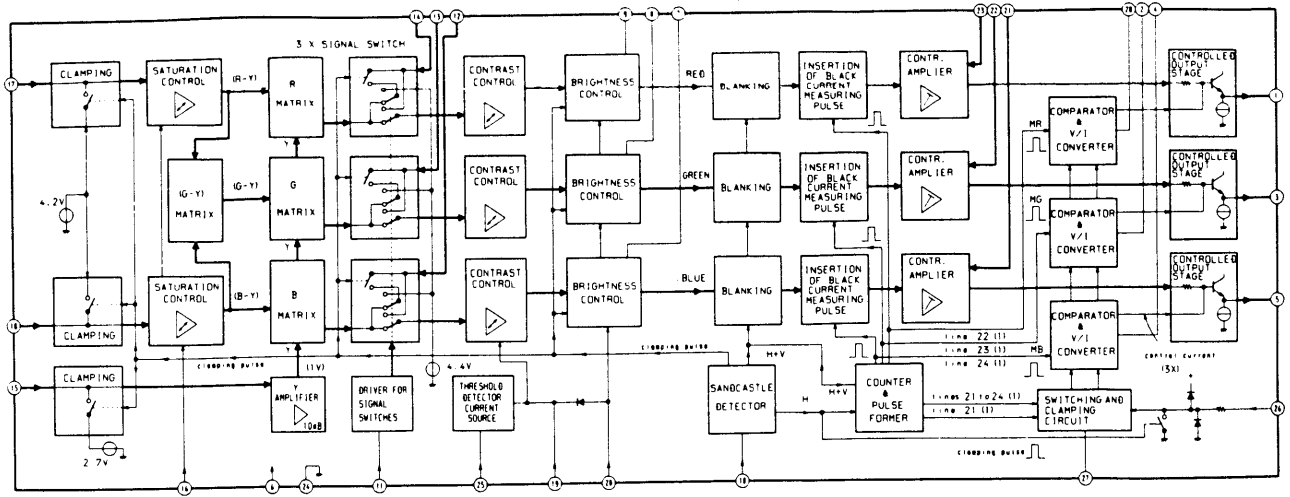 14 13 12 9 8 23 22 21 28 2 4
3 X SIGNAL SWITCH
CLAMPING
SATURATION CONTROL
(R-Y)
R MATRIX
CONTRAST CONTROL
BRIGHTNESS CONTROL
RED
BLANKING
INSERTION OF BLACK CURRENT MEASURING PULSE
CONTR. AMPLIER
CONTROLLED OUTPUT STAGE
17
1
MR
COMPARATOR & V/I CONVERTER
Y
(G-Y) MATRIX
(G-Y)
G MATRIX
CONTRAST CONTROL
BRIGHTNESS CONTROL
GREEN
BLANKING
INSERTION OF BLACK CURRENT MEASURING PULSE
CONTR. AMPLIER
CONTROLLED OUTPUT STAGE
3
4.2V
MG
COMPARATOR & V/I CONVERTER
Y
SATURATION CONTROL
(B-Y)
B MATRIX
CONTRAST CONTROL
BRIGHTNESS CONTROL
BLUE
BLANKING
INSERTION OF BLACK CURRENT MEASURING PULSE
CONTR. AMPLIER
CONTROLLED OUTPUT STAGE
5
18
CLAMPING
COMPARATOR & V/I CONVERTER
line 22 (1)
line 23 (1)
MB
line 24 (1)
control current
(3X)
clamping pulse
Y
(1V)
4.4V
clamping pulse
H+V
15
CLAMPING
Y AMPLIFIER 10dB
DRIVER FOR SIGNAL SWITCHES
THRESHOLD DETECTOR CURRENT SOURCE
SANDCASTLE DETECTOR
H
H+V
COUNTER & PULSE FORMER
lines 21 to 24 (1)
line 21 (1)
SWITCHING AND CLAMPING CIRCUIT
26
2.7V
clamping pulse
clamping pulse
16 6 24 11 25 19 20 10 27